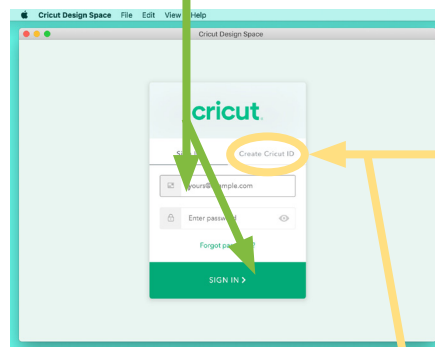 Cricut Design Space File Edit View Help
Cricut Design Space
cricut
Create Cricut ID
Enter password
SIGN IN >